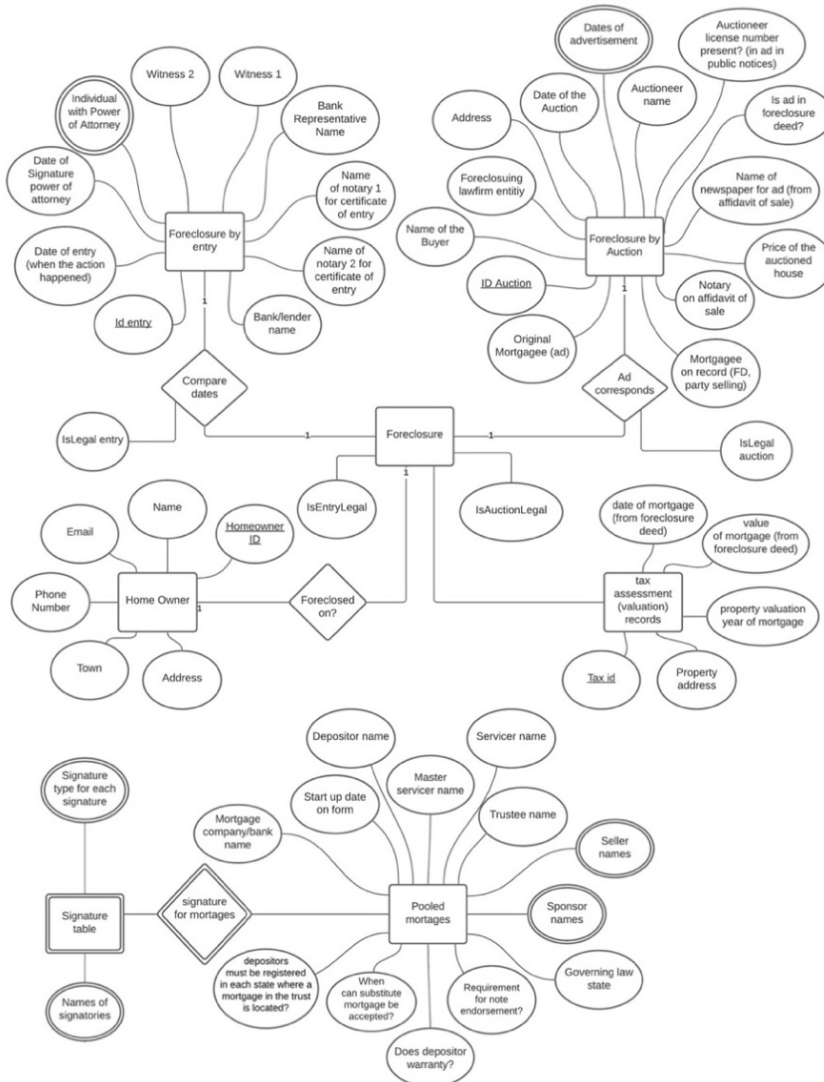 Dates of
advertisement
Auctioneer
license number
present? (in ad in
public notices)
Witness 2
Witness 1
Individual
with Power
of Attorney
Bank
Representative
Name
Date of the
Auction
Auctioneer
name
Is ad in
foreclosure
deed?
Address
Date of
Signature
power of
attorney
Name
of notary 1
for certificate
of entry
Foreclosuing
lawfirm entitiy
Name of
newspaper for ad (from
affidavit of sale)
Foreclosure by
entry
Foreclosure by
Auction
Name of the
Buyer
Date of entry
(when the action
happened)
Name of
notary 2 for
certificate of
entry
Price of the
auctioned
house
ID Auction
Notary
on affidavit of
sale
1
1
Id entry
Bank/lender
name
Original
Mortgagee (ad)
Mortgagee
on record (FD,
party selling)
Compare
dates
Ad
corresponds
IsLegal entry
1
Foreclosure
1
IsLegal
auction
1
IsEntryLegal
IsAuctionLegal
Name
Email
Homeowner
ID
date of mortgage
(from foreclosure
deed)
value
of mortgage (from
foreclosure deed)
Phone
Number
Home Owner
1
Foreclosed
on?
tax
assessment
(valuation)
records
property valuation
year of mortgage
Town
Address
Tax id
Property
address
Depositor name
Servicer name
Signature
type for each
signature
Start up date
on form
Master
servicer name
Mortgage
company/bank
name
Trustee name
Seller
names
Signature
table
signature
for mortages
Pooled
mortages
Sponsor
names
depositors
must be registered
in each state where a
mortgage in the trust
is located?
When
can substitute
mortgage be
accepted?
Requirement
for note
endorsement?
Governing law
state
Names of
signatories
Does depositor
warranty?